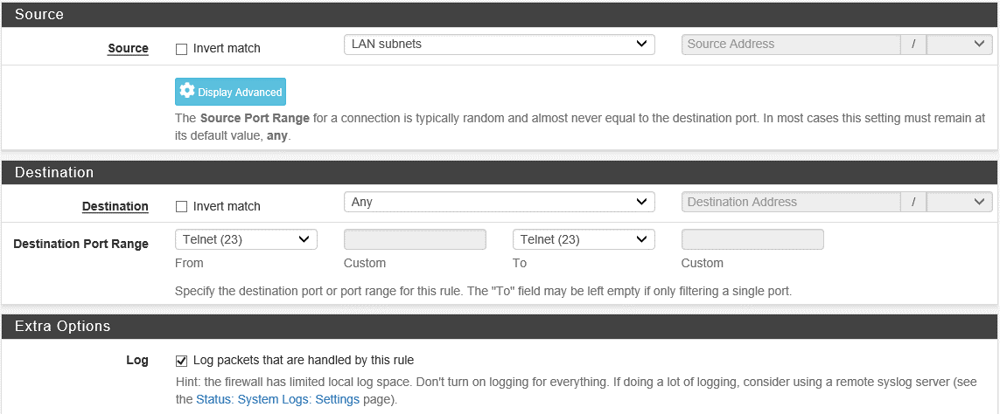 Source
Source Invert match LAN subnets Source Address /
Display Advanced
The Source Port Range for a connection is typically random and almost never equal to the destination port. In most cases this setting must remain at
its default value, any.
Destination
Destination Invert match Any Destination Address /
Destination Port Range Telnet (23) Telnet (23)
From Custom To Custom
Specify the destination port or port range for this rule. The "To" field may be left empty if only filtering a single port.
Extra Options
Log Log packets that are handled by this rule
Hint: the firewall has limited local log space. Don't turn on logging for everything. If doing a lot of logging, consider using a remote syslog server (see
the Status: System Logs: Settings page).